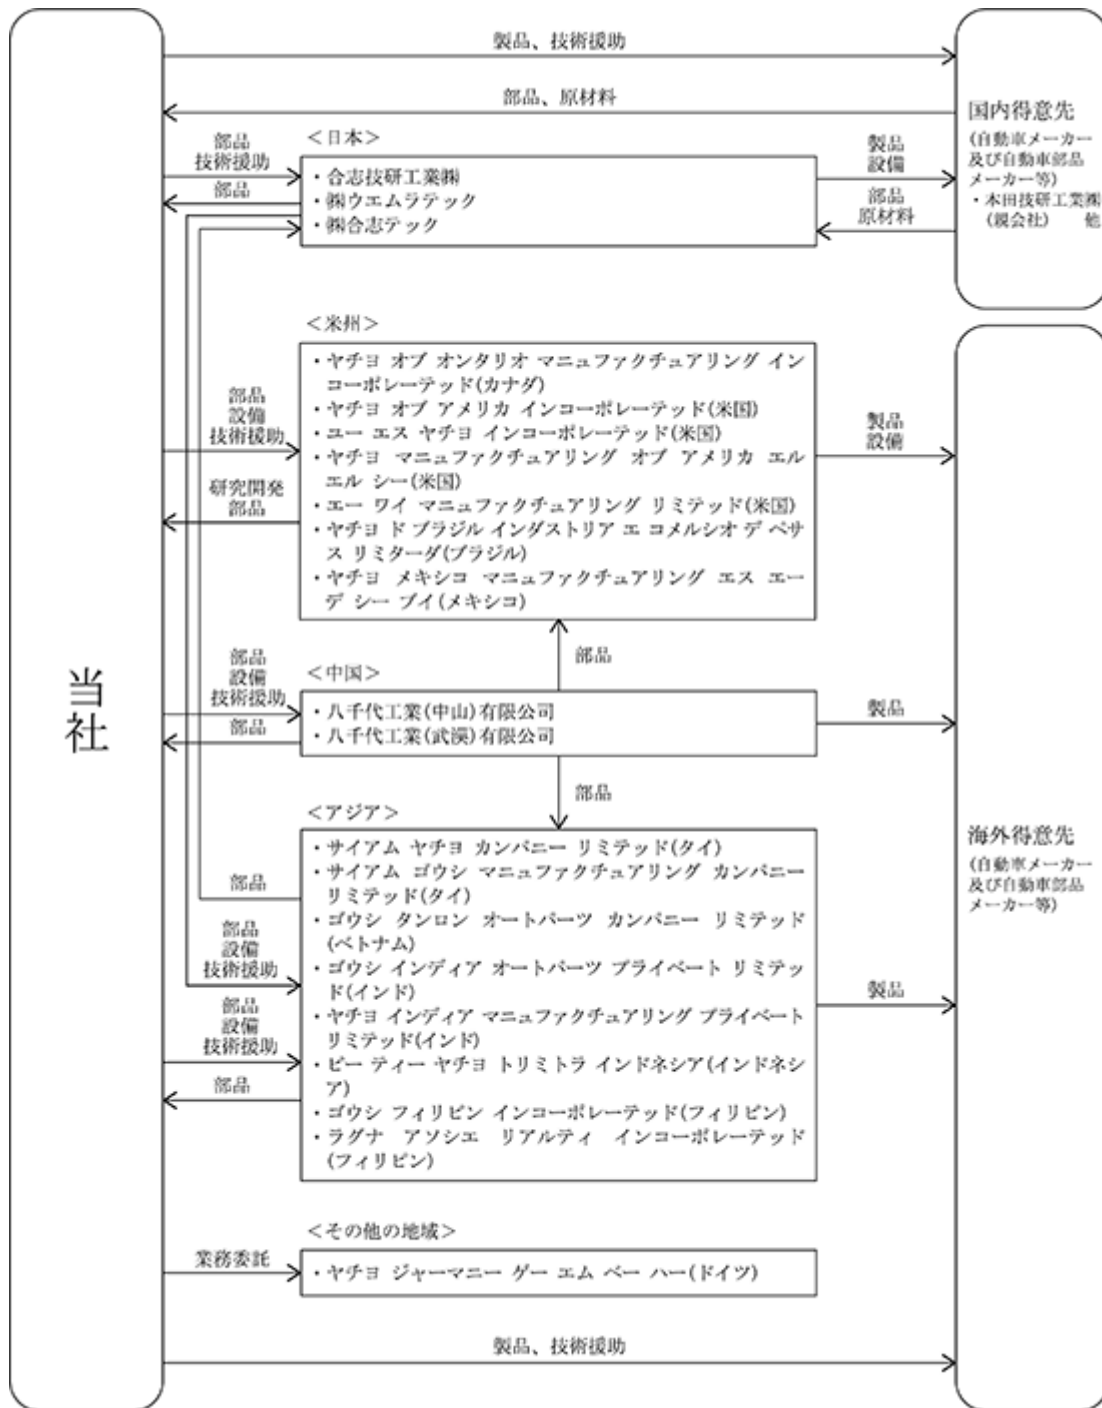 製品、技術援助
部品、原材料
国内得意先
(自動車メーカー
及び自動車部品
メーカー等)
・本田技研工業㈱
(親会社) 他
<日本>
部品
技術援助
部品
・合志技研工業㈱
・㈱ウエムラテック
・㈱合志テック
製品
設備
部品
原材料
<米州>
・ヤチヨ オブ オンタリオ マニュファクチュアリング イン
コーポレーテッド(カナダ)
・ヤチヨ オブ アメリカ インコーポレーテッド(米国)
・ユー エス ヤチヨ インコーポレーテッド(米国)
・ヤチヨ マニュファクチュアリング オブ アメリカ エル
エル シー(米国)
・エー ワイ マニュファクチュアリング リミテッド(米国)
・ヤチヨ ド ブラジル インダストリア エ コメルシオ デ ペサ
ス リミターダ(ブラジル)
・ヤチヨ メキシコ マニュファクチュアリング エス エー
デ シー ブイ(メキシコ)
部品
設備
技術援助
研究開発
部品
製品
設備
部品
当社
<中国>
部品
設備
技術援助
部品
・八千代工業(中山)有限公司
・八千代工業(武漢)有限公司
製品
部品
<アジア>
・サイアム ヤチヨ カンパニー リミテッド(タイ)
・サイアム ゴウシ マニュファクチュアリング カンパニー
リミテッド(タイ)
・ゴウシ タンロン オートパーツ カンパニー リミテッド
(ベトナム)
・ゴウシ インディア オートパーツ プライベート リミテッ
ド(インド)
・ヤチヨ インディア マニュファクチュアリング プライベート
リミテッド(インド)
・ピー ティー ヤチヨ トリミトラ インドネシア(インドネシ
ア)
・ゴウシ フィリピン インコーポレーテッド(フィリピン)
・ラグナ アソシエ リアルティ インコーポレーテッド
(フィリピン)
部品
部品
設備
技術援助
部品
設備
技術援助
部品
製品
海外得意先
(自動車メーカー
及び自動車部品
メーカー等)
<その他の地域>
業務委託
・ヤチヨ ジャーマニー ゲー エム ベー ハー(ドイツ)
製品、技術援助